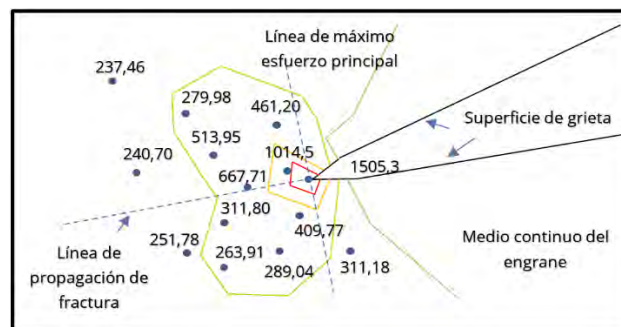 Línea de máximo
esfuerzo principal
237,46
279,98
461,20
Superficie de grieta
513,95
1014,5
1505,3
240,70
667,71
311,80
409,77
Línea de
propagación de
fractura
251,78
263,91
289,04
311,18
Medio continuo del
engrane